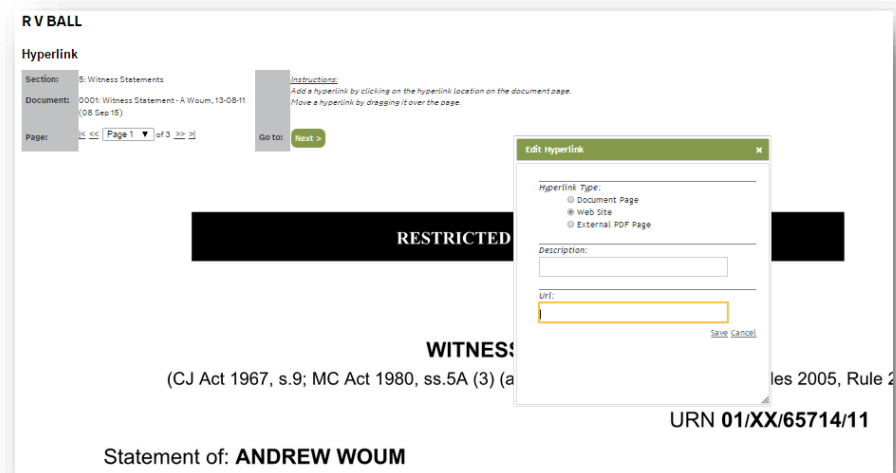 R V BALL
Hyperlink
Section: 5: Witness Statements
Document: 0001: Witness Statement - A Woum, 13-08-11
(08 Sep 15)
Page: |< << Page 1 ▼ of 3 >> >|
Instructions:
Add a hyperlink by clicking on the hyperlink location on the document page.
Move a hyperlink by dragging it over the page.
Go to: Next >
Edit Hyperlink ×
Hyperlink Type:
Document Page
Web Site
External PDF Page
Description:
Url:
Save Cancel
RESTRICTED
WITNESS
(CJ Act 1967, s.9; MC Act 1980, ss.5A (3) (a les 2005, Rule 2
URN 01/XX/65714/11
Statement of: ANDREW WOUM